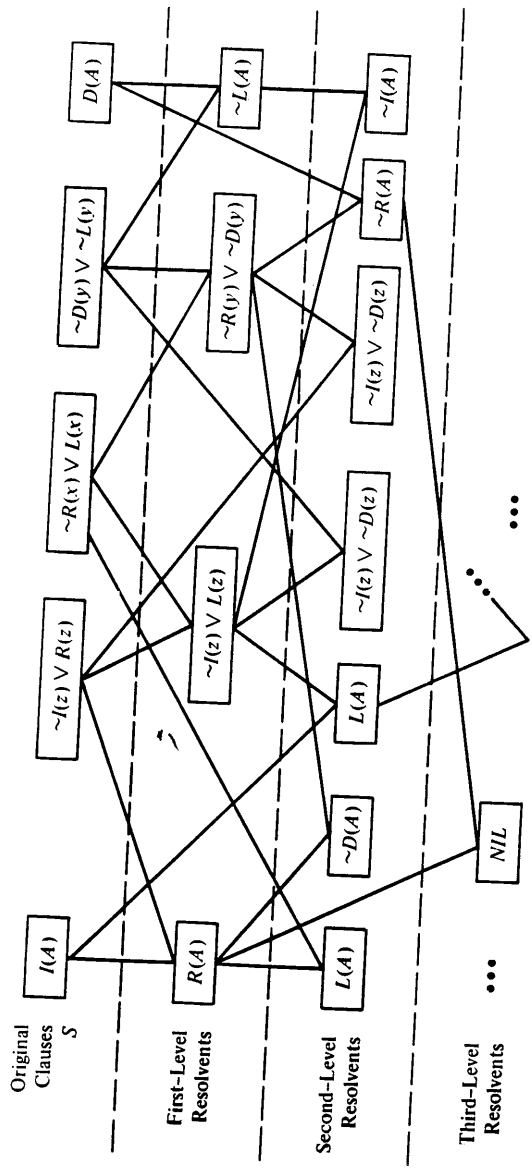 Original
Clauses
S
I(A)
~I(z) ∨ R(z)
~R(x) ∨ L(x)
~D(y) ∨ ~L(y)
D(A)
First-Level
Resolvents
R(A)
~I(z) ∨ L(z)
~R(y) ∨ ~D(y)
~L(A)
Second-Level
Resolvents
L(A)
~D(A)
L(A)
~I(z) ∨ ~D(z)
~I(z) ∨ ~D(z)
~R(A)
~I(A)
Third-Level
Resolvents
•••
NIL
•••
•••